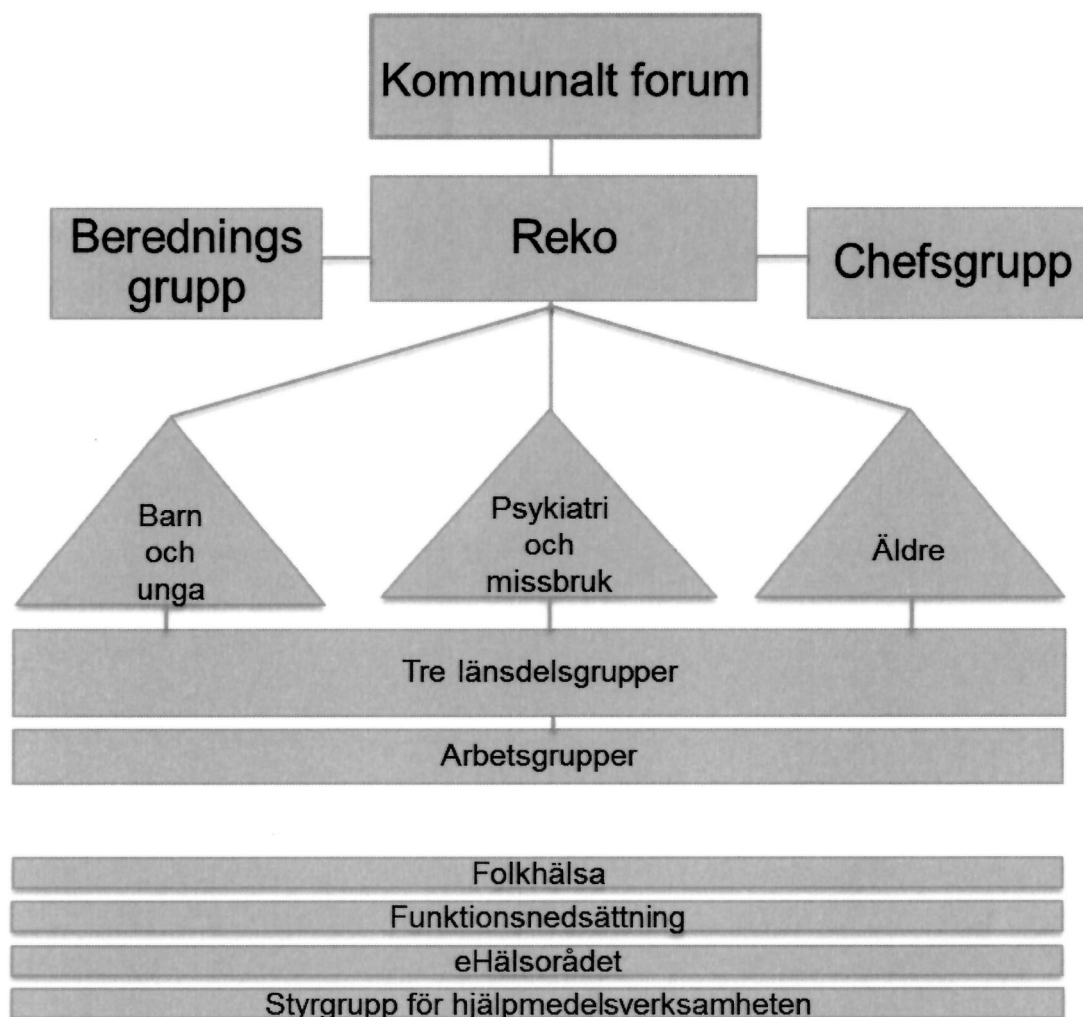 Kommunalt forum
Berednings
grupp
Reko
Chefsgrupp
Barn
och
unga
Psykiatri
och
missbruk
Äldre
Tre länsdelsgrupper
Arbetsgrupper
Folkhälsa
Funktionsnedsättning
eHälsorådet
Styrgrupp för hjälpmedelsverksamheten